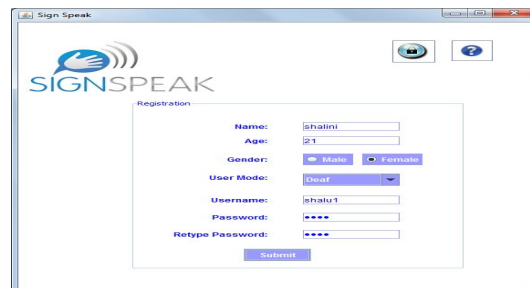 Sign Speak
SIGNSPEAK
Registration
Name: shalini
Age: 21
Gender: Male Female
User Mode: Deaf
Username: shalu1
Password: ••••
Retype Password: ••••
Submit